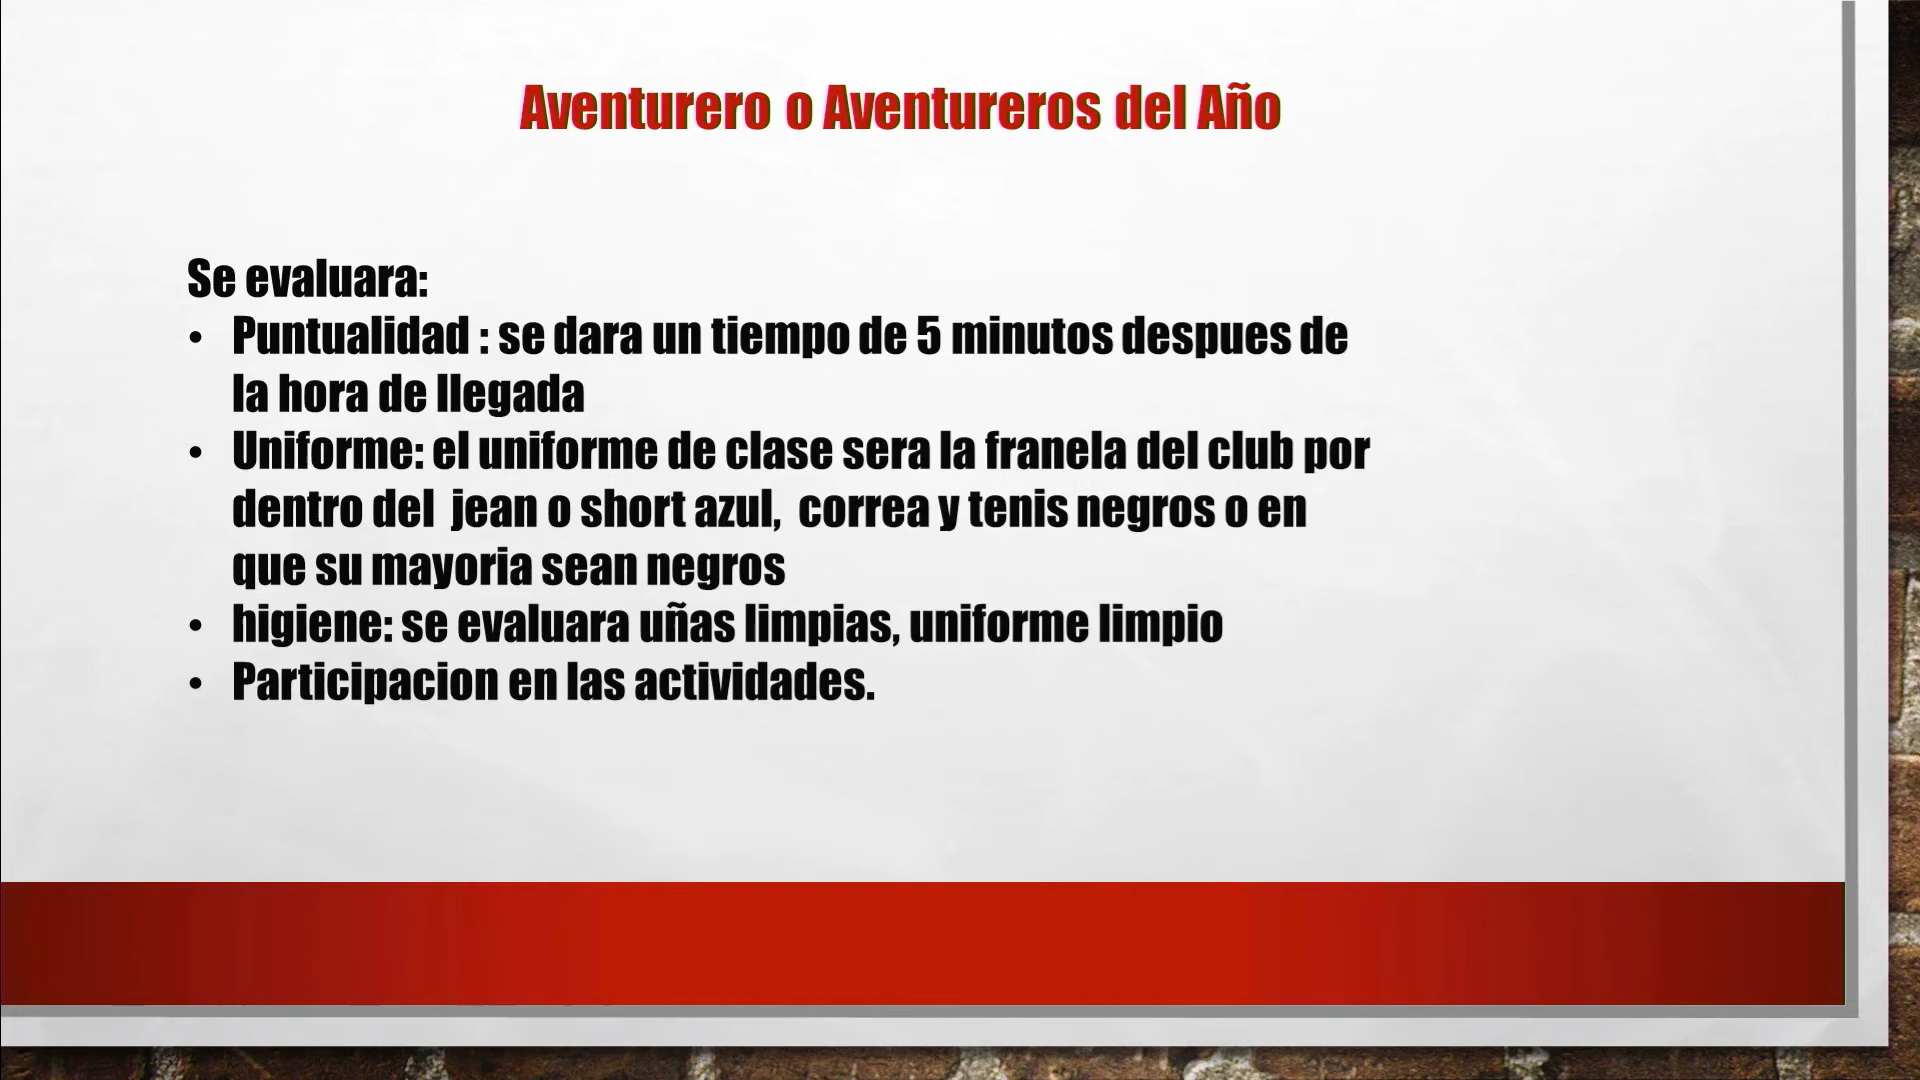 Aventurero o Aventureros del Año
Se evaluara:
• Puntualidad : se dara un tiempo de 5 minutos despues de
la hora de llegada
• Uniforme: el uniforme de clase sera la franela del club por
dentro del  jean o short azul,  correa y tenis negros o en
que su mayoria sean negros
• higiene: se evaluara uñas limpias, uniforme limpio
• Participacion en las actividades.